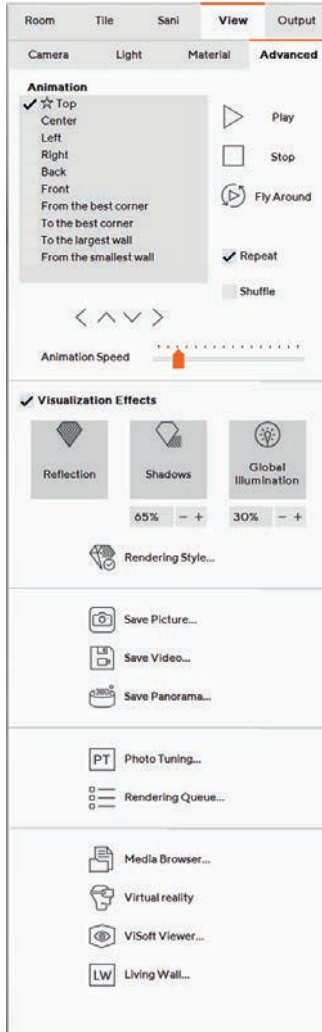 Room Tile Sani View Output
Camera Light Material Advanced
Animation
Top
Center
Left
Right
Back
Front
From the best corner
To the best corner
To the largest wall
From the smallest wall
Play
Stop
Fly Around
Repeat
Shuffle
Animation Speed
Visualization Effects
Reflection
Shadows
Global
Illumination
65% - + 30% - +
Rendering Style...
Save Picture...
Save Video...
360°
Save Panorama...
PT Photo Tuning...
Rendering Queue...
Media Browser...
Virtual reality
ViSoft Viewer...
LW Living Wall...